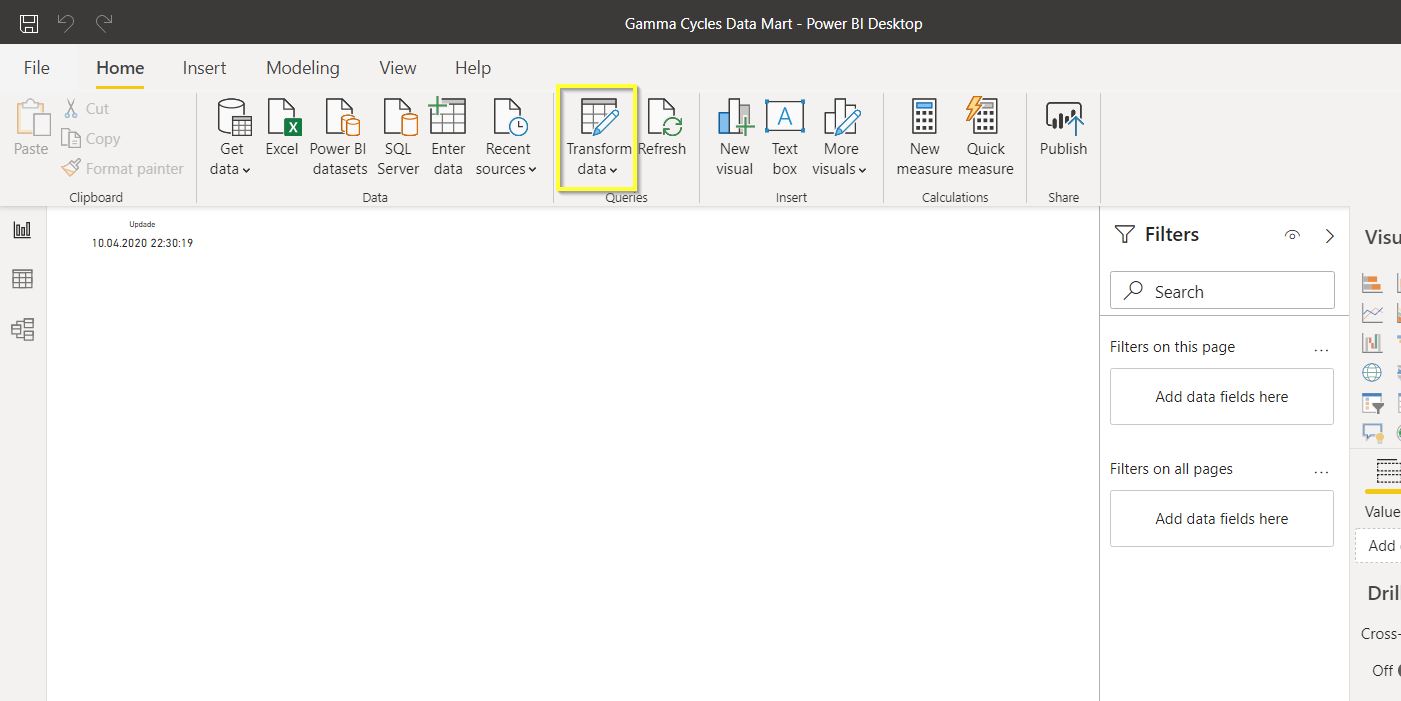 Gamma Cycles Data Mart - Power BI Desktop
File Home Insert Modeling View Help
Paste
Cut
Copy
Format painter
Clipboard
Get data
Excel
Power BI datasets
SQL Server
Enter data
Recent sources
Data
Transform data
Refresh
Queries
New visual
Text box
More visuals
Insert
New measure
Quick measure
Calculations
Publish
Share
Updade
10.04.2020 22:30:19
Filters
Search
Filters on this page ...
Add data fields here
Filters on all pages ...
Add data fields here
Visu
Value
Add
Dril
Cross-
Off